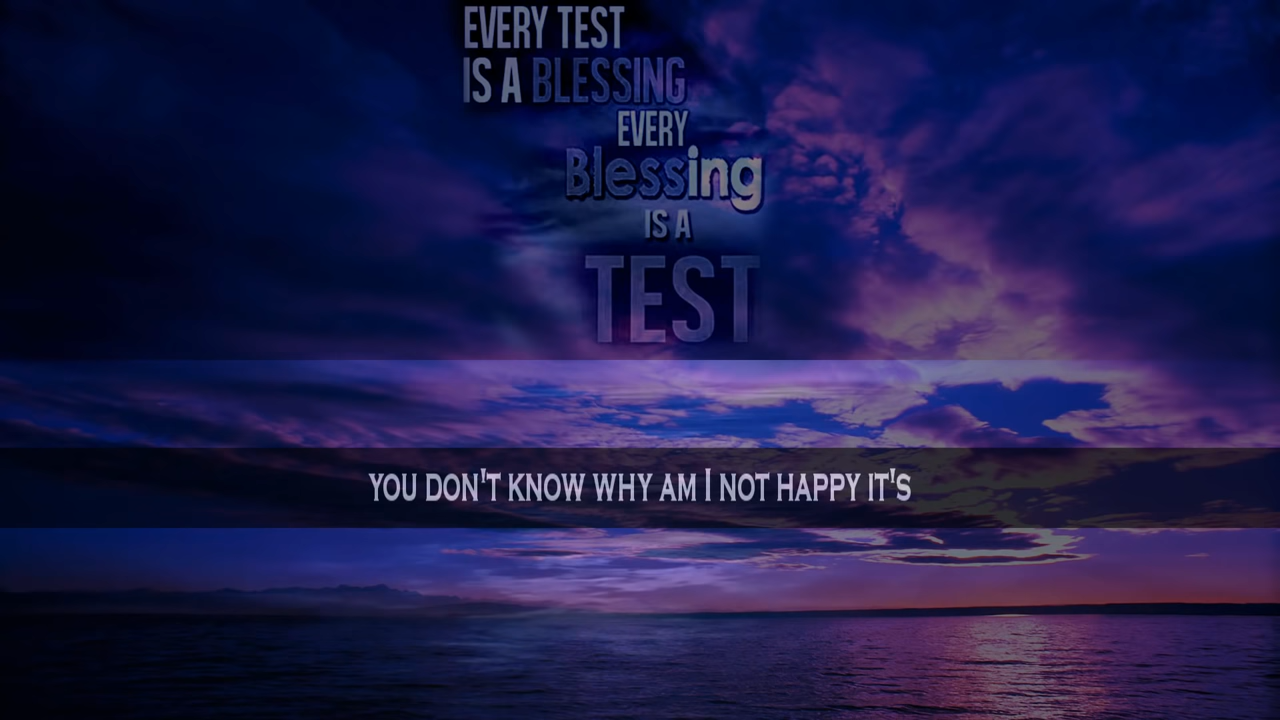 EVERY TEST
IS A BLESSING
EVERY
Blessing
IS A
TEST
YOU DON'T KNOW WHY AM I NOT HAPPY IT'S